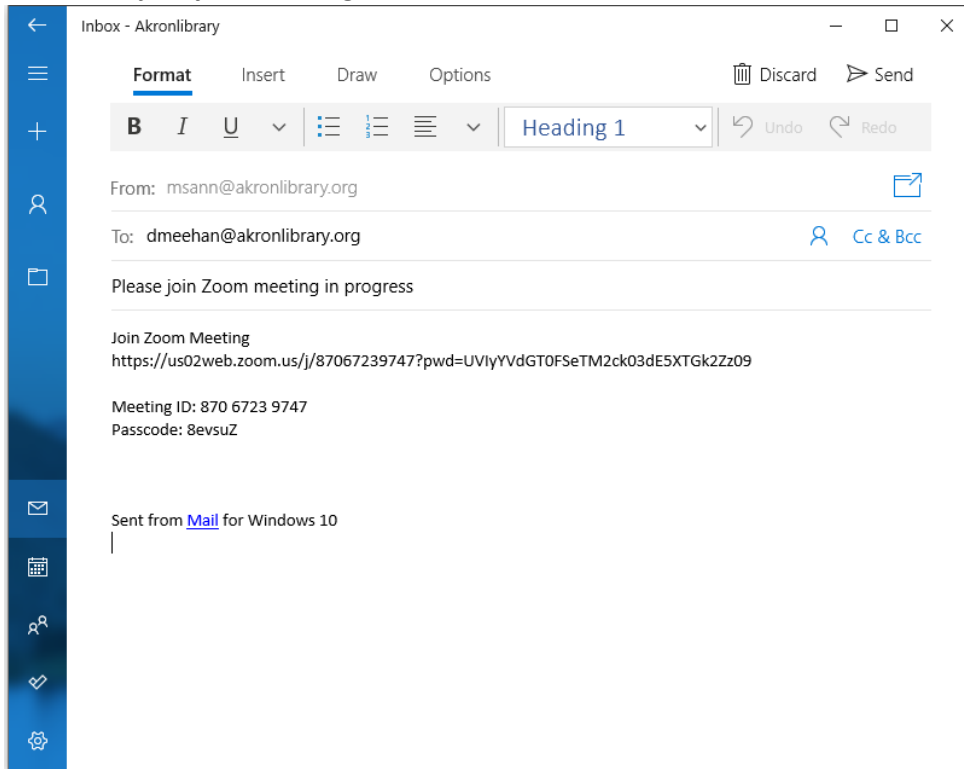 Inbox - Akronlibrary
Format Insert Draw Options Discard Send
B I U Heading 1 Undo Redo
From: msann@akronlibrary.org
To: dmeehan@akronlibrary.org Cc & Bcc
Please join Zoom meeting in progress
Join Zoom Meeting
https://us02web.zoom.us/j/87067239747?pwd=UVIyYVdGT0FSeTM2ck03dE5XTGk2Zz09
Meeting ID: 870 6723 9747
Passcode: 8evsuZ
Sent from Mail for Windows 10